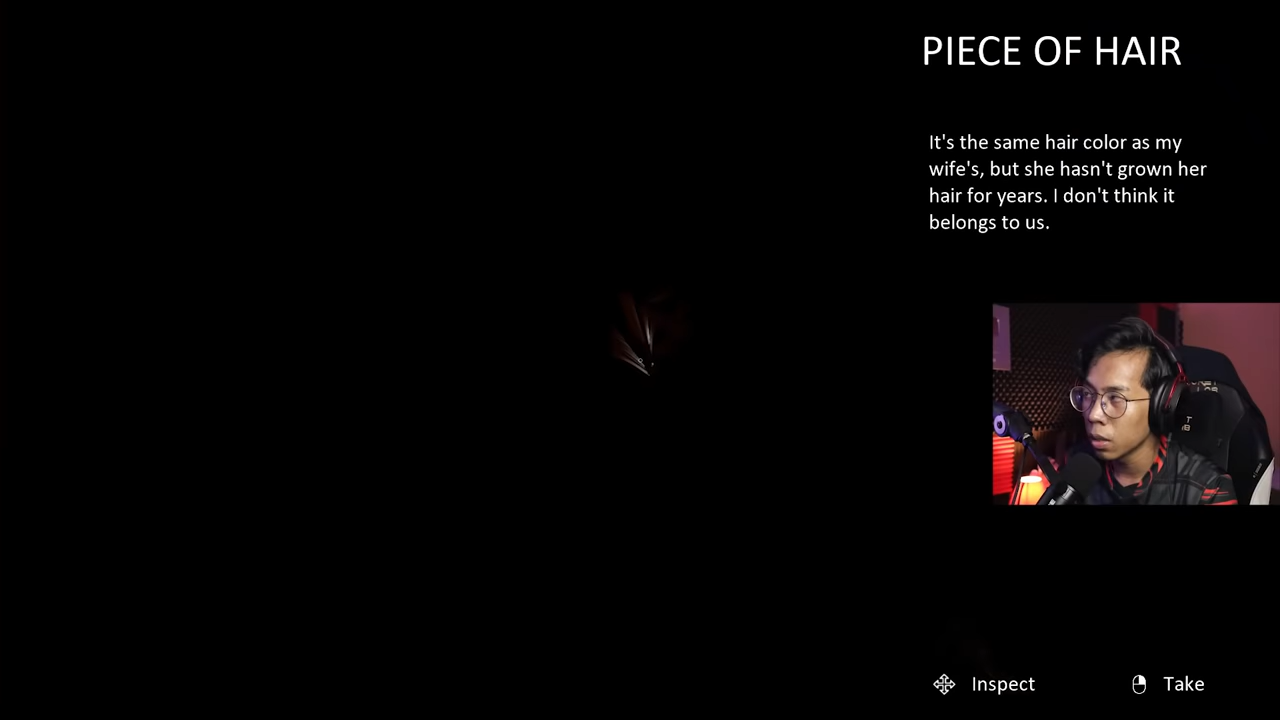 PIECE OF HAIR
It's the same hair color as my
wife's, but she hasn't grown her
hair for years. I don't think it
belongs to us.
Inspect
Take